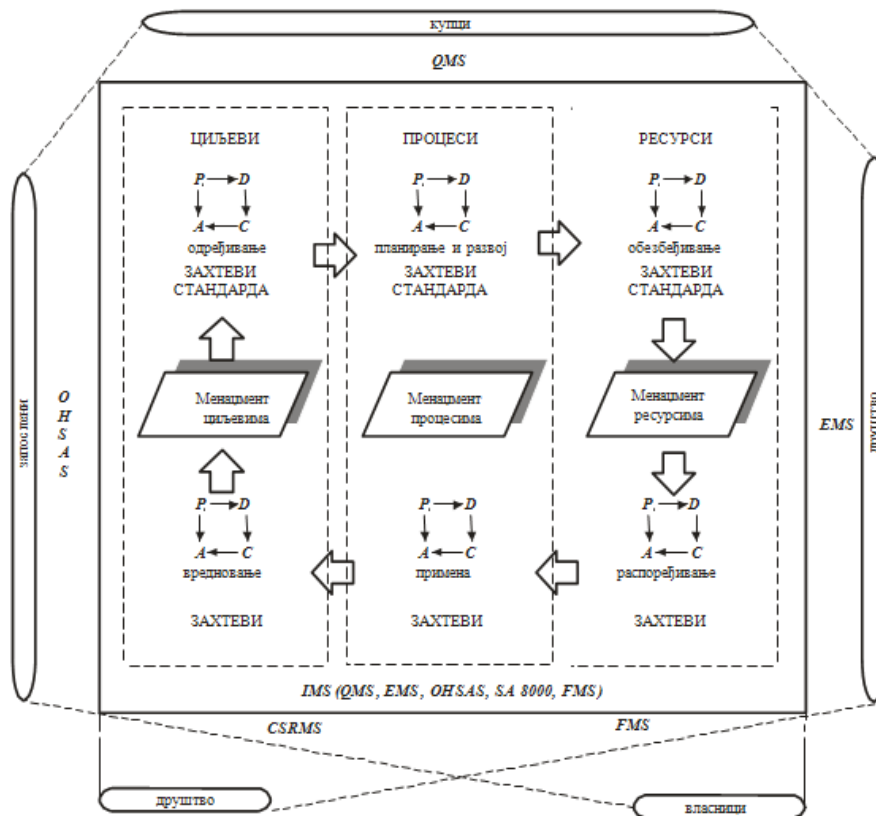 купци
QMS
ЦИЉЕВИ
ПРОЦЕСИ
РЕСУРСИ
P, D
A C
одређивање
ЗАХТЕВИ
СТАНДАРДА
P, D
A C
планирање и развој
ЗАХТЕВИ
СТАНДАРДА
P, D
A C
обезбеђивање
ЗАХТЕВИ
СТАНДАРДА
запослени
O
H
S
A
S
Менаџмент
циљевима
Менаџмент
процесима
Менаџмент
ресурсима
EMS
друштво
P, D
A C
вредновање
ЗАХТЕВИ
P, D
A C
примена
ЗАХТЕВИ
P, D
A C
распоређивање
ЗАХТЕВИ
IMS (QMS, EMS, OHSAS, SA 8000, FMS)
CSRMS
FMS
друштво
власници